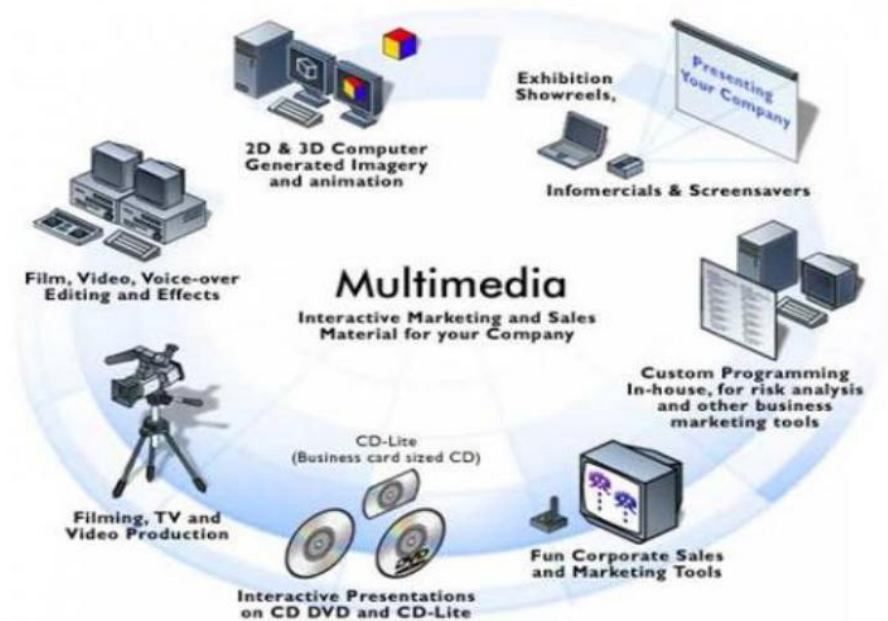 2D & 3D Computer
Generated Imagery
and animation
Exhibition
Showreels,
Presenting
Your Company
Infomercials & Screensavers
Film, Video, Voice-over
Editing and Effects
Multimedia
Interactive Marketing and Sales
Material for your Company
Custom Programming
In-house, for risk analysis
and other business
marketing tools
Filming, TV and
Video Production
CD-Lite
(Business card sized CD)
DVD
Interactive Presentations
on CD DVD and CD-Lite
Fun Corporate Sales
and Marketing Tools